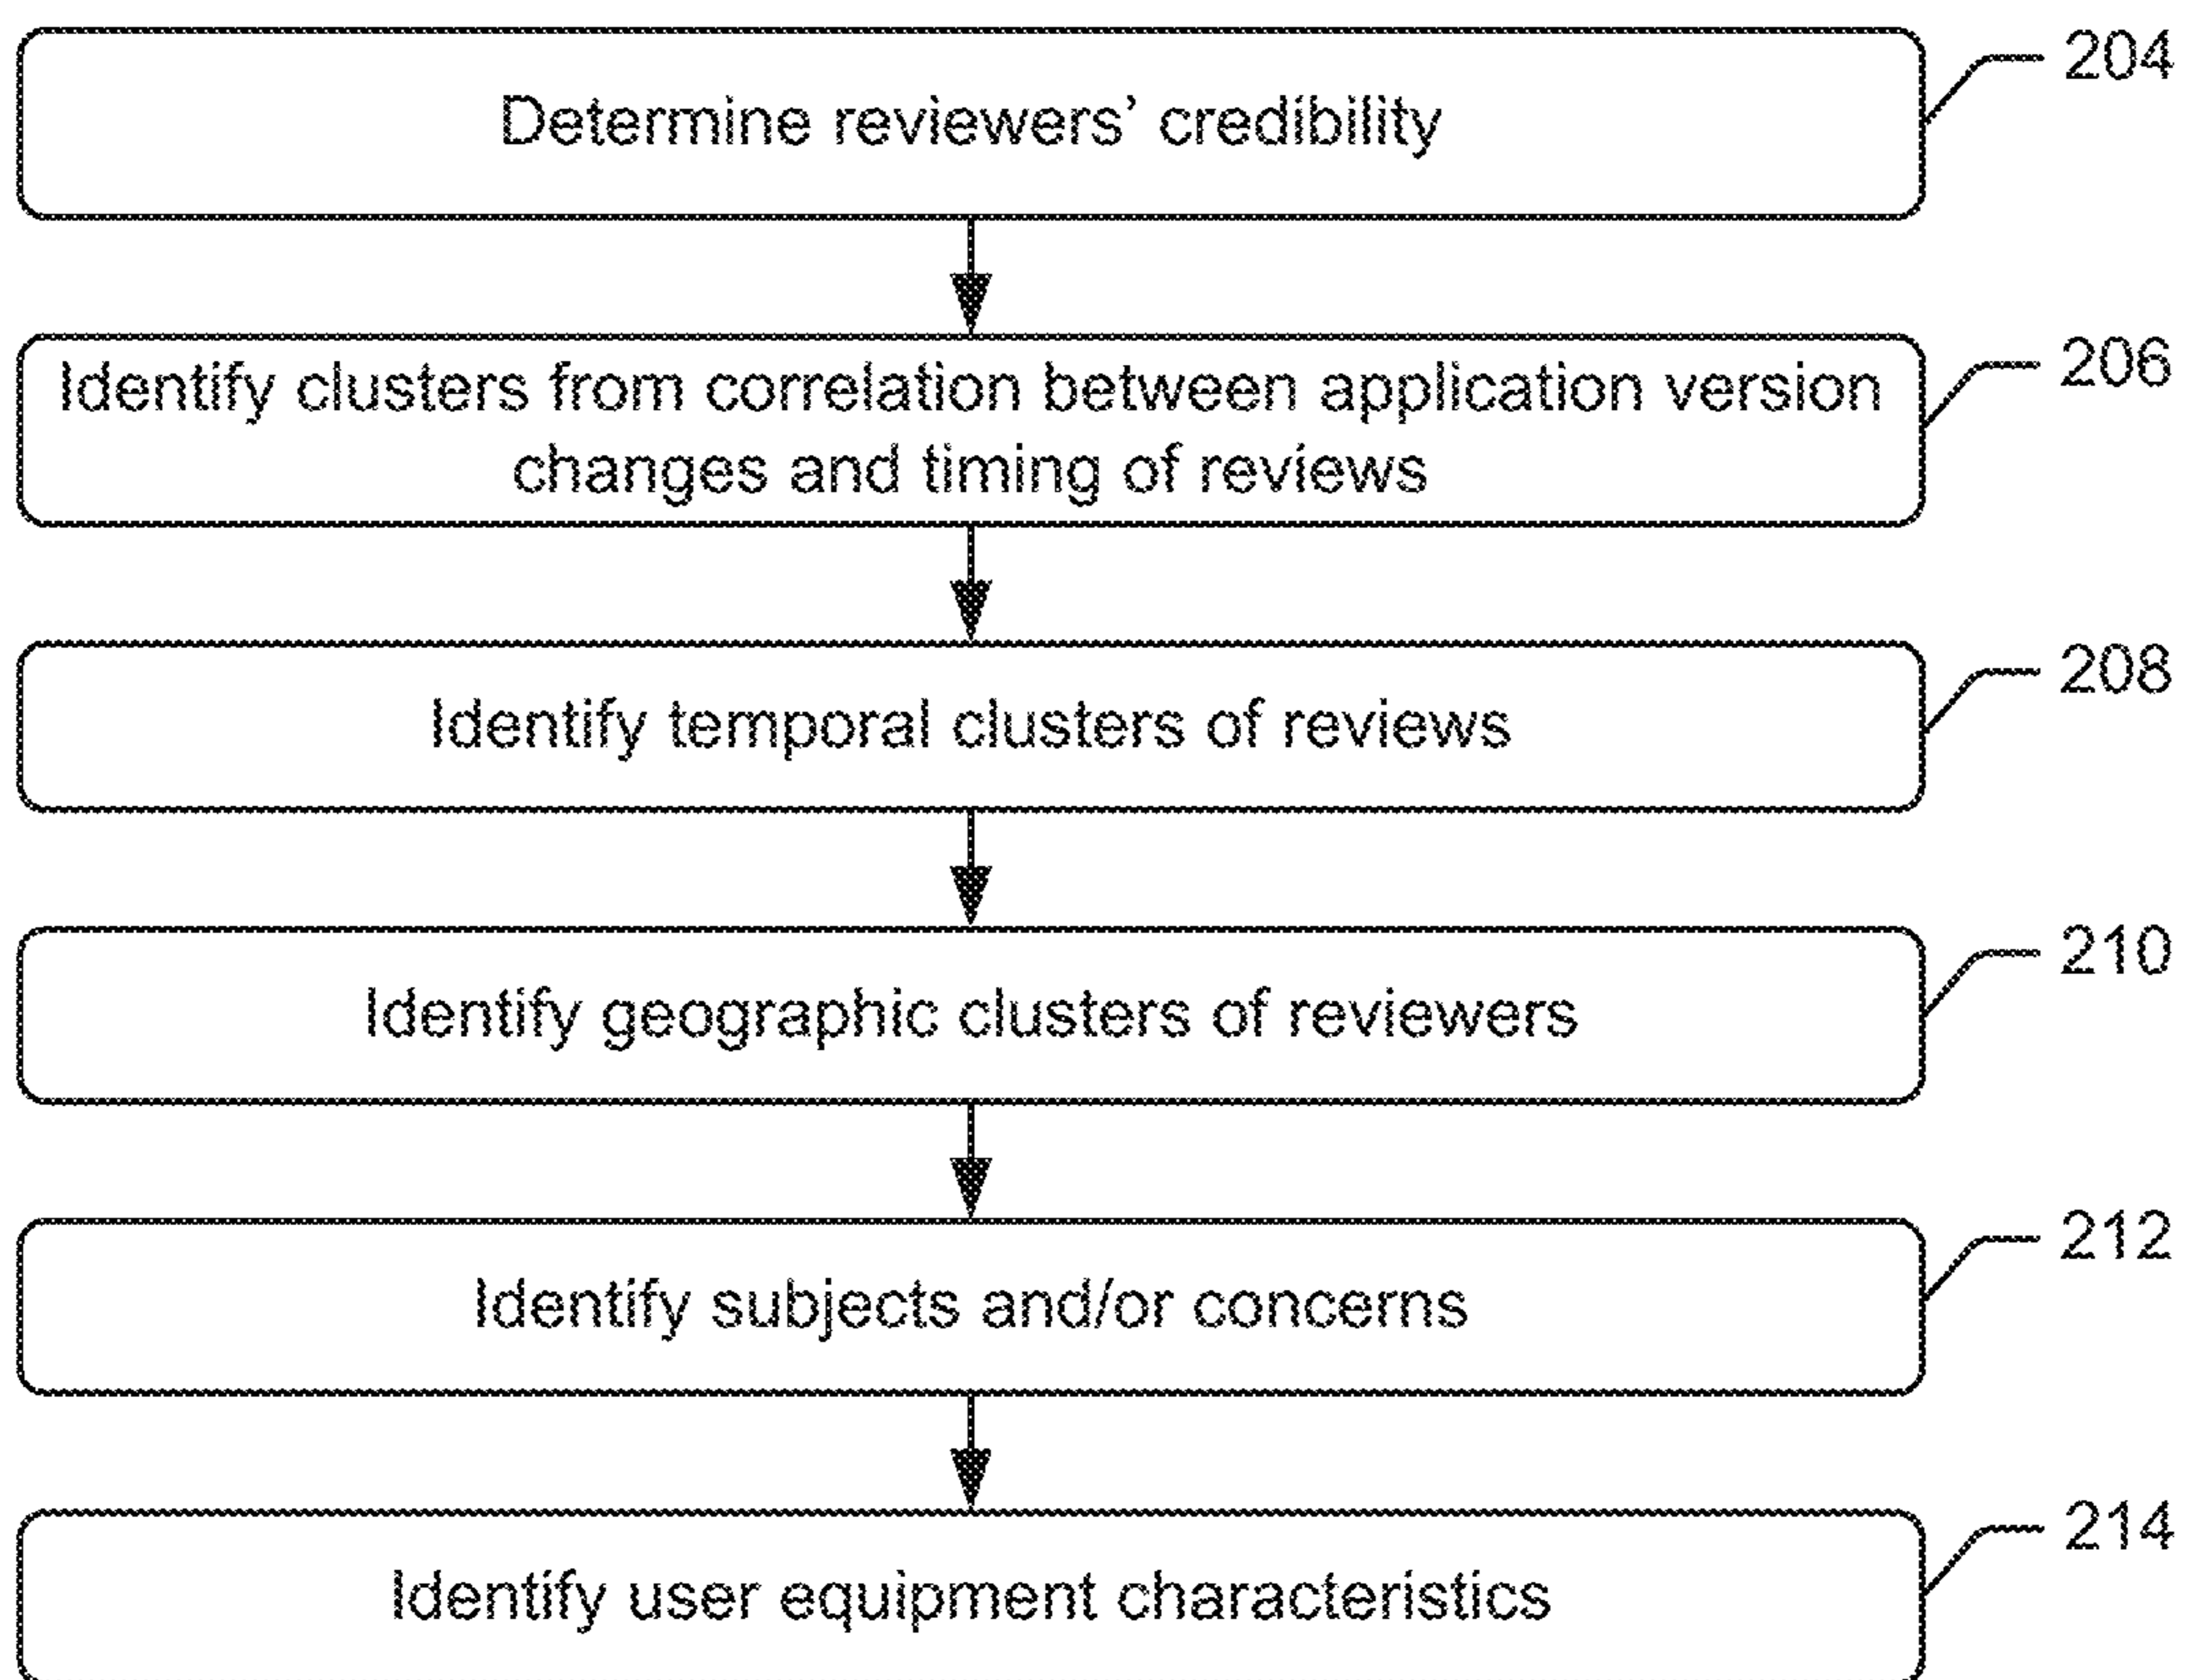 Determine reviewers' credibility
204
Identify clusters from correlation between application version
changes and timing of reviews
206
Identify temporal clusters of reviews
208
Identify geographic clusters of reviewers
210
Identify subjects and/or concerns
212
Identify user equipment characteristics
214